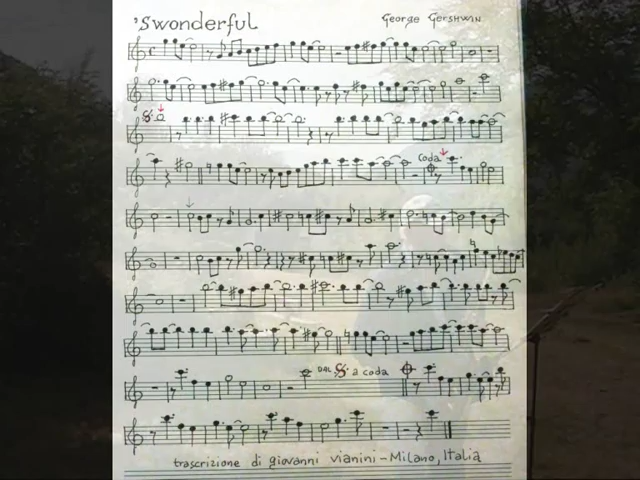 'Swonderful
George Gershwin
Coda
DAL 𝄋 a coda
trascrizione di giovanni vianini - Milano, Italia